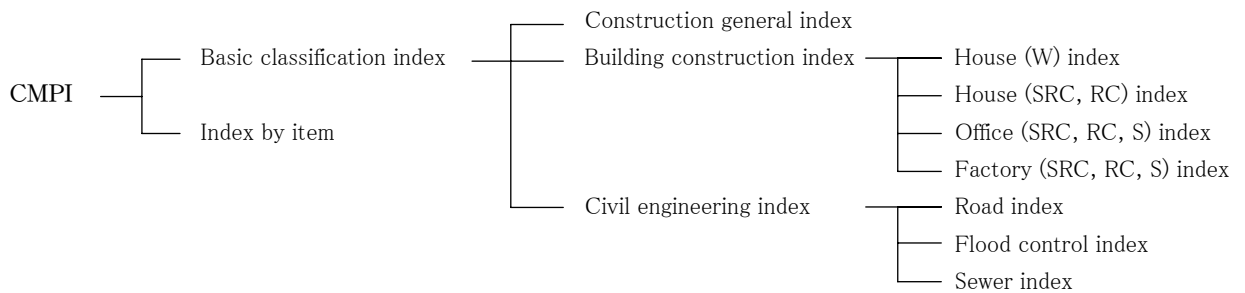 Construction general index
Basic classification index
Building construction index
House (W) index
CMPI
House (SRC, RC) index
Index by item
Office (SRC, RC, S) index
Factory (SRC, RC, S) index
Civil engineering index
Road index
Flood control index
Sewer index